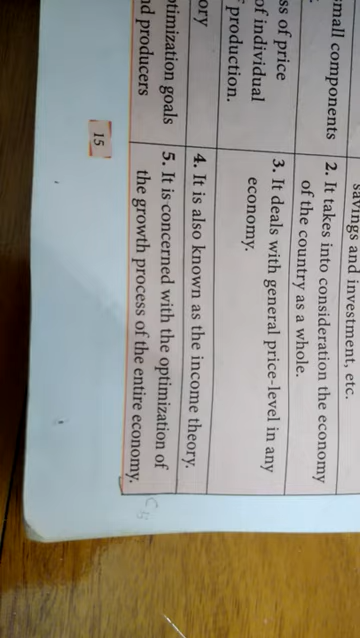 savings and investment, etc.
small components
2. It takes into consideration the economy
of the country as a whole.
ss of price
of individual
production.
3. It deals with general price-level in any
economy.
ory
4. It is also known as the income theory.
timization goals
nd producers
5. It is concerned with the optimization of
the growth process of the entire economy.
15